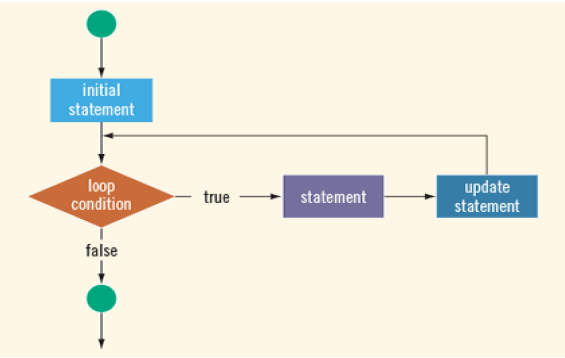 initial
statement
loop
condition
true
statement
update
statement
false